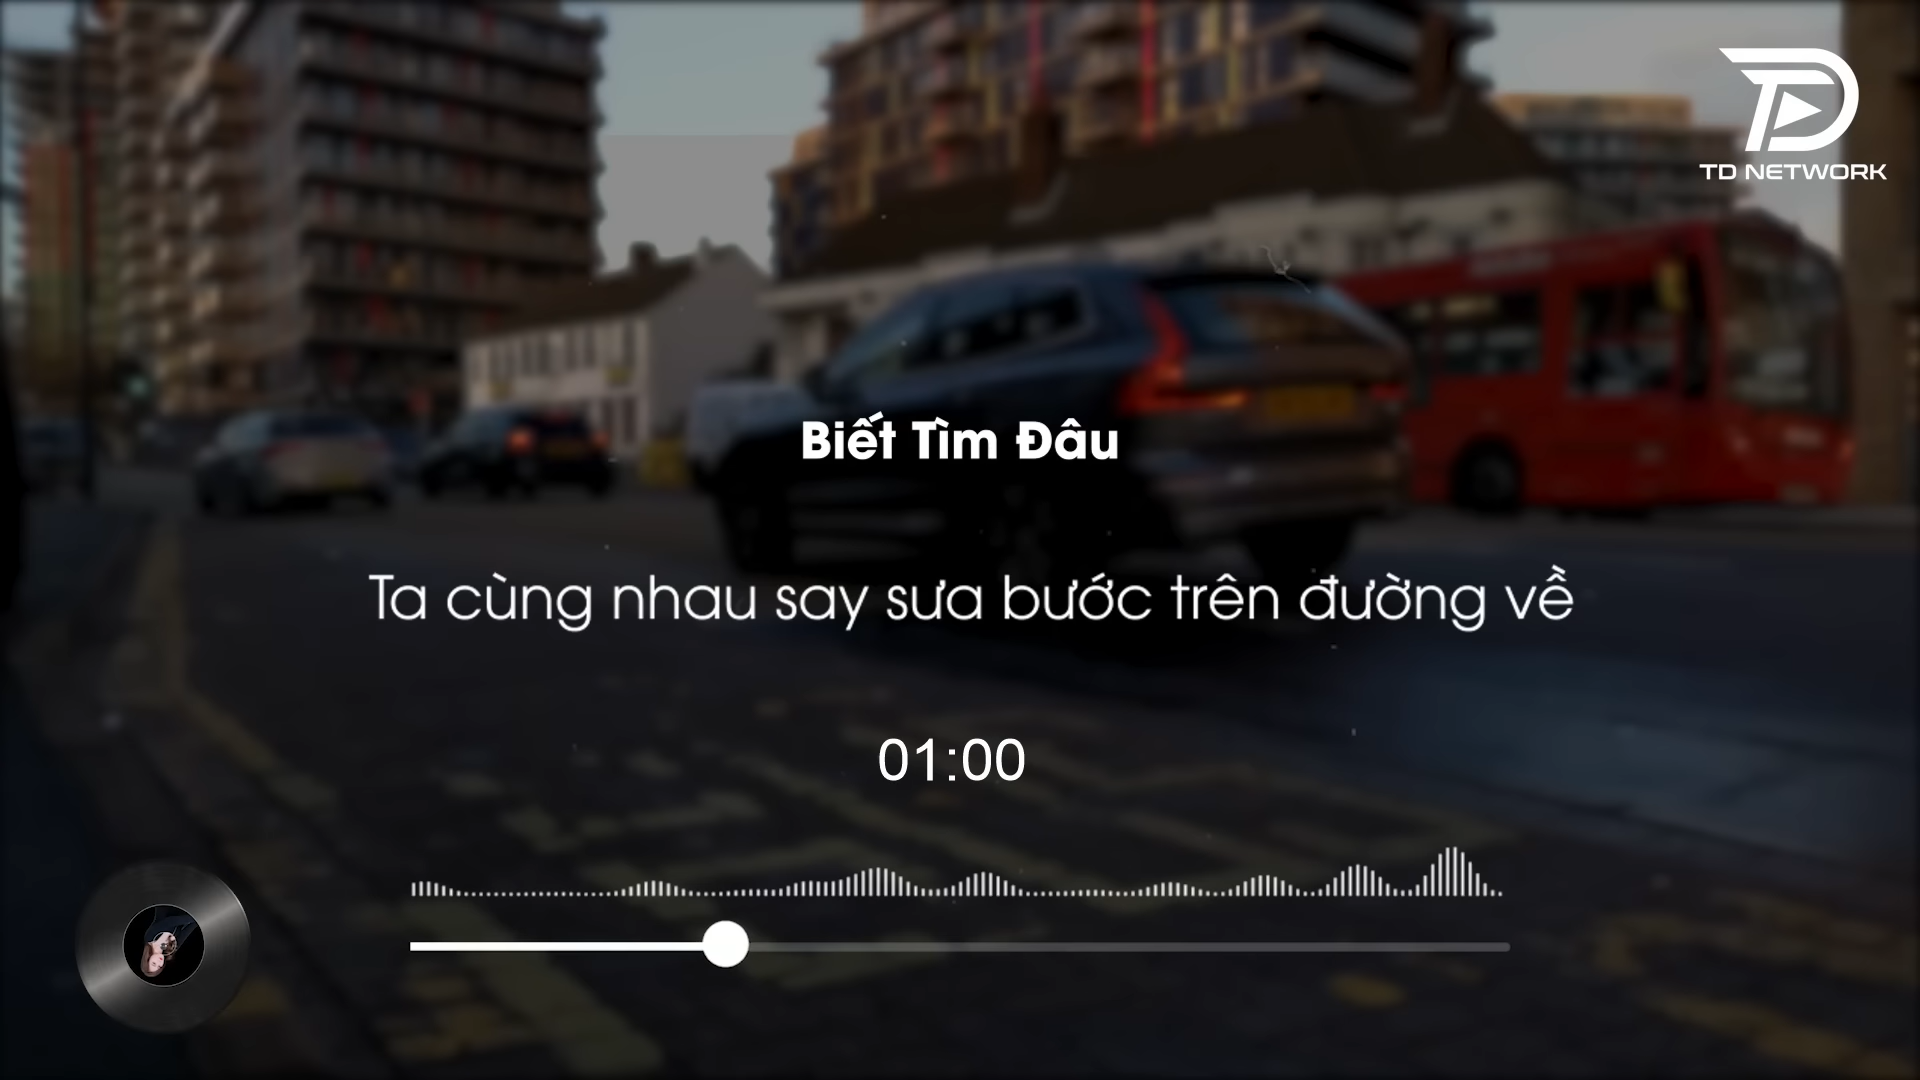 TD NETWORK
Biết Tìm Đâu
Ta cùng nhau say sưa bước trên đường về
01:00